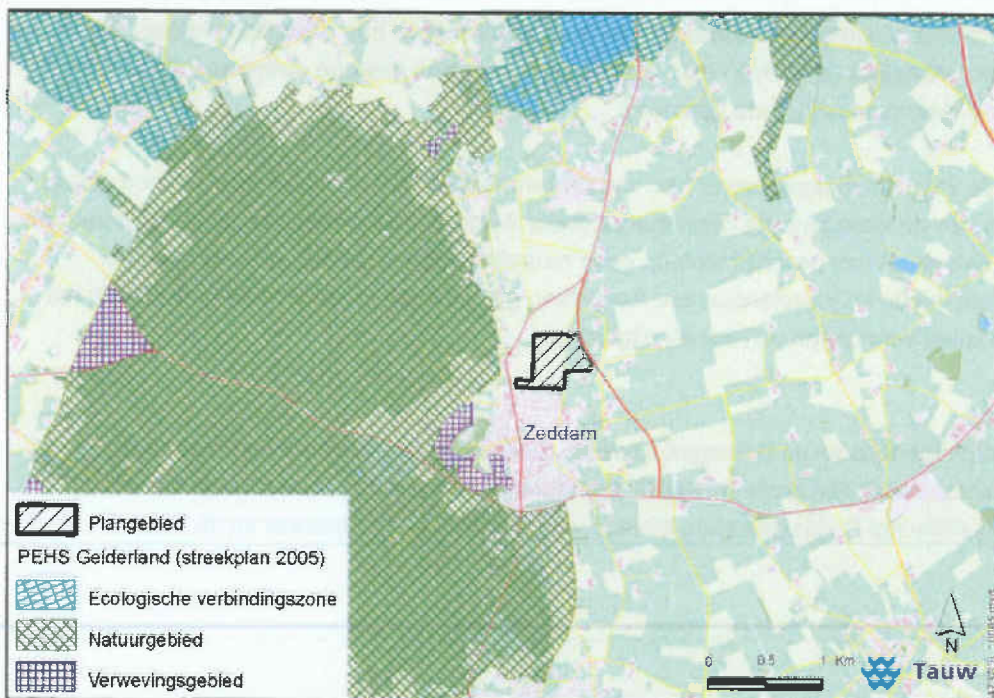 Zeddam
Plangebied
PEHS Gelderland (streekplan 2005)
Ecologische verbindingszone
Natuurgebied
Verwevingsgebied
N
0 0.5 1 Km
Tauw